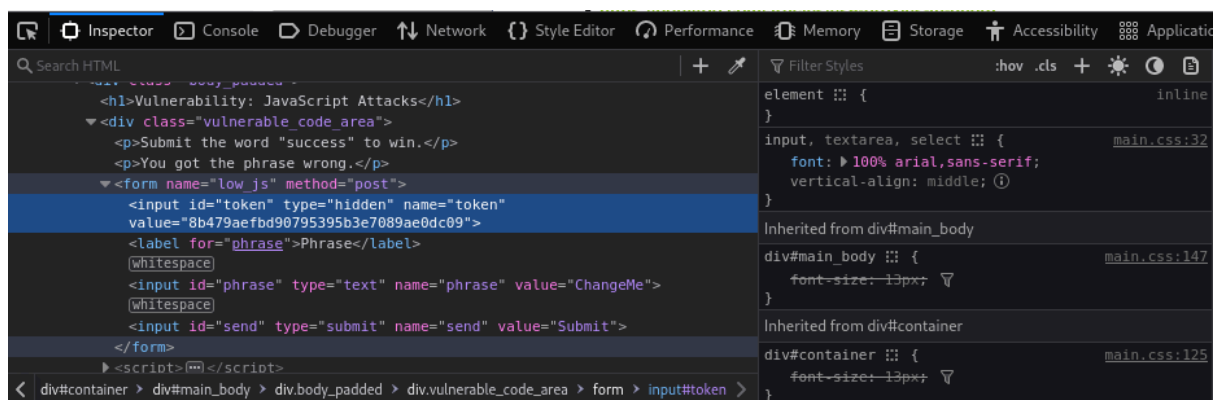 Inspector Console Debugger Network Style Editor Performance Memory Storage Accessibility Applicatic
Search HTML
Filter Styles :hov .cls
<div class="body_padded">
<h1>Vulnerability: JavaScript Attacks</h1>
<div class="vulnerable_code_area">
<p>Submit the word "success" to win.</p>
<p>You got the phrase wrong.</p>
<form name="low_js" method="post">
<input id="token" type="hidden" name="token"
value="8b479aefbd90795395b3e7089ae0dc09">
<label for="phrase">Phrase</label>
whitespace
<input id="phrase" type="text" name="phrase" value="ChangeMe">
whitespace
<input id="send" type="submit" name="send" value="Submit">
</form>
<script></script>
div#container > div#main_body > div.body_padded > div.vulnerable_code_area > form > input#token
element { inline
}
input, textarea, select { main.css:32
font: 100% arial,sans-serif;
vertical-align: middle;
}
Inherited from div#main_body
div#main_body { main.css:147
font-size: 13px;
}
Inherited from div#container
div#container { main.css:125
font-size: 13px;
}